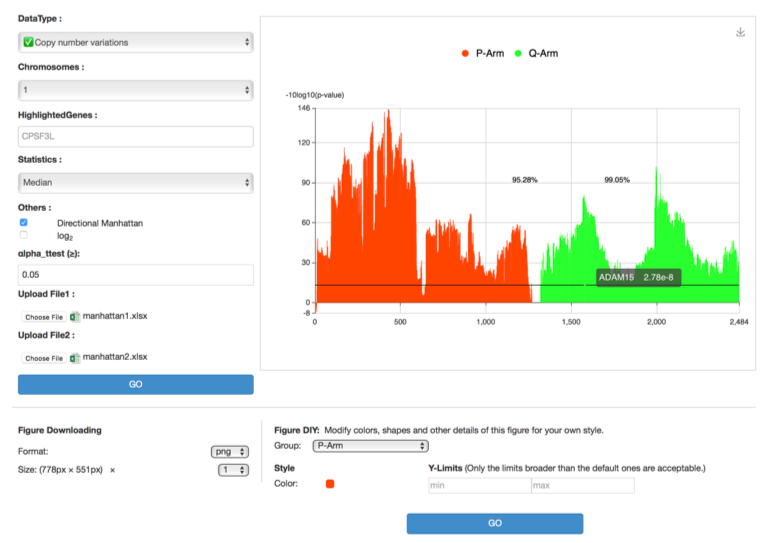 DataType :
Copy number variations
Chromosomes :
1
HighlightedGenes :
CPSF3L
Statistics :
Median
Others :
Directional Manhattan
log2
αlpha_ttest (≥):
0.05
Upload File1 :
Choose File manhattan1.xlsx
Upload File2 :
Choose File manhattan2.xlsx
GO
P-Arm Q-Arm
-10log10(p-value)
146
120
90
60
30
0
-8
95.28% 99.05%
ADAM15 2.78e-8
0 500 1,000 1,500 2,000 2,484
Figure Downloading
Format: png
Size: (778px × 551px) × 1
Figure DIY: Modify colors, shapes and other details of this figure for your own style.
Group: P-Arm
Style
Color:
Y-Limits (Only the limits broader than the default ones are acceptable.)
min max
GO